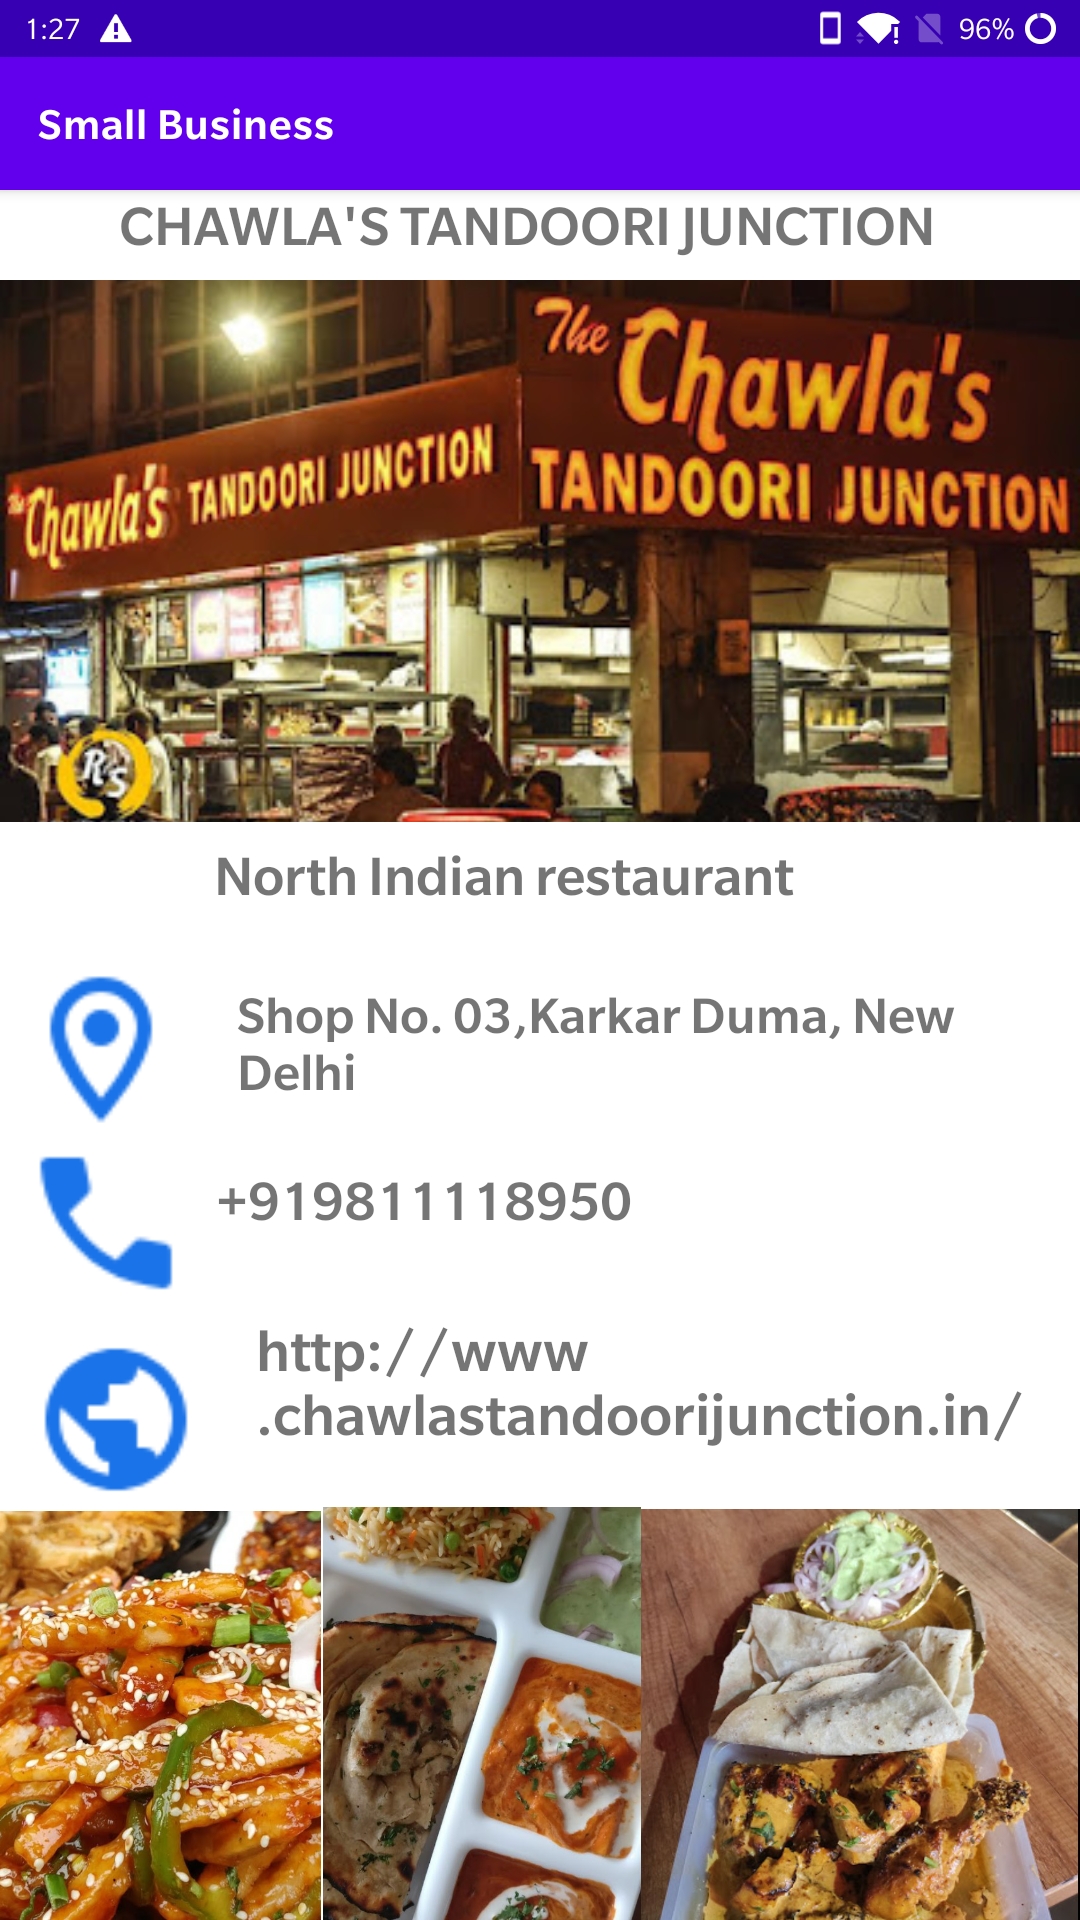 1:27 96%
Small Business
CHAWLA'S TANDOORI JUNCTION
The Chawla's
TANDOORI JUNCTION
The Chawla's TANDOORI JUNCTION
R S
North Indian restaurant
Shop No. 03,Karkar Duma, New
Delhi
+919811118950
http://www
.chawlastandoorijunction.in/